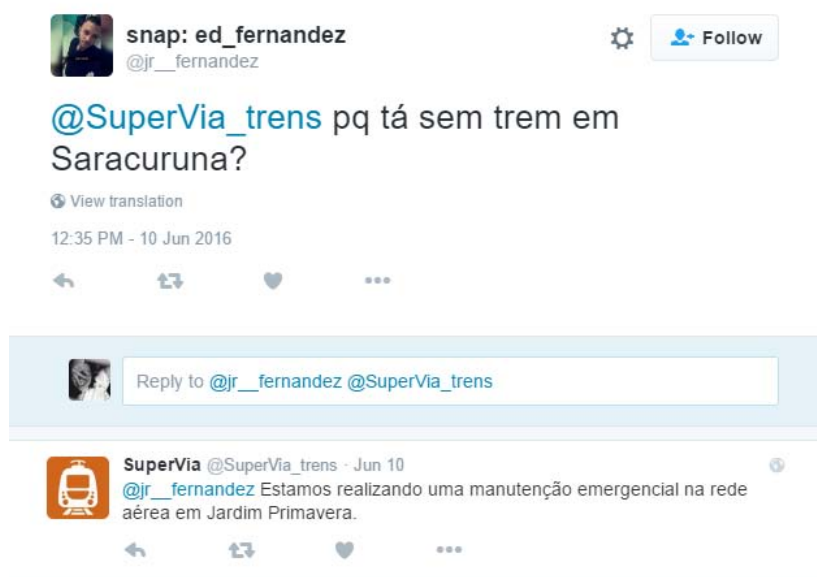 snap: ed_fernandez
Follow
@jr__fernandez
@SuperVia_trens pq tá sem trem em
Saracuruna?
View translation
12:35 PM - 10 Jun 2016
Reply to @jr__fernandez @SuperVia_trens
SuperVia @SuperVia_trens · Jun 10
@jr__fernandez Estamos realizando uma manutenção emergencial na rede
aérea em Jardim Primavera.